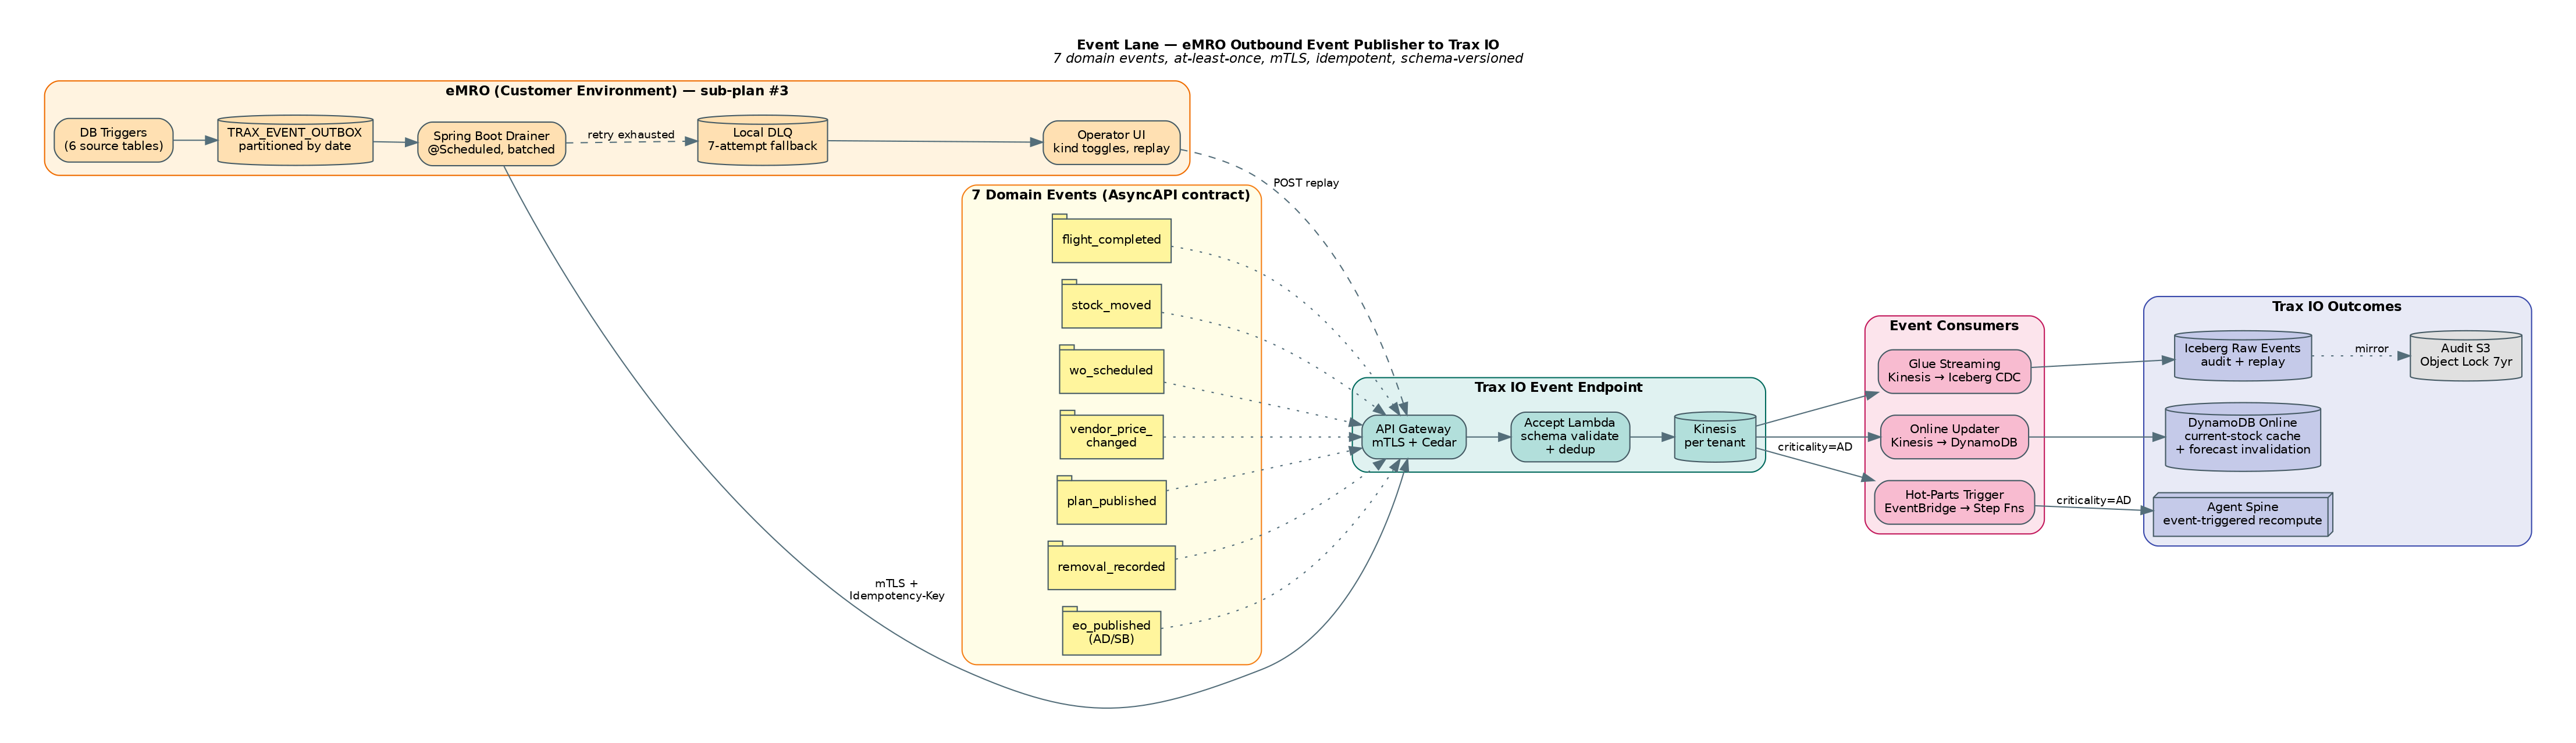 Event Lane — eMRO Outbound Event Publisher to Trax IO
7 domain events, at-least-once, mTLS, idempotent, schema-versioned
eMRO (Customer Environment) — sub-plan #3
DB Triggers
(6 source tables)
TRAX_EVENT_OUTBOX
partitioned by date
Spring Boot Drainer
@Scheduled, batched
retry exhausted
Local DLQ
7-attempt fallback
Operator UI
kind toggles, replay
POST replay
7 Domain Events (AsyncAPI contract)
flight_completed
stock_moved
wo_scheduled
vendor_price_
changed
plan_published
removal_recorded
eo_published
(AD/SB)
mTLS +
Idempotency-Key
Trax IO Event Endpoint
API Gateway
mTLS + Cedar
Accept Lambda
schema validate
+ dedup
Kinesis
per tenant
criticality=AD
Event Consumers
Glue Streaming
Kinesis → Iceberg CDC
Online Updater
Kinesis → DynamoDB
Hot-Parts Trigger
EventBridge → Step Fns
criticality=AD
Trax IO Outcomes
Iceberg Raw Events
audit + replay
mirror
Audit S3
Object Lock 7yr
DynamoDB Online
current-stock cache
+ forecast invalidation
Agent Spine
event-triggered recompute